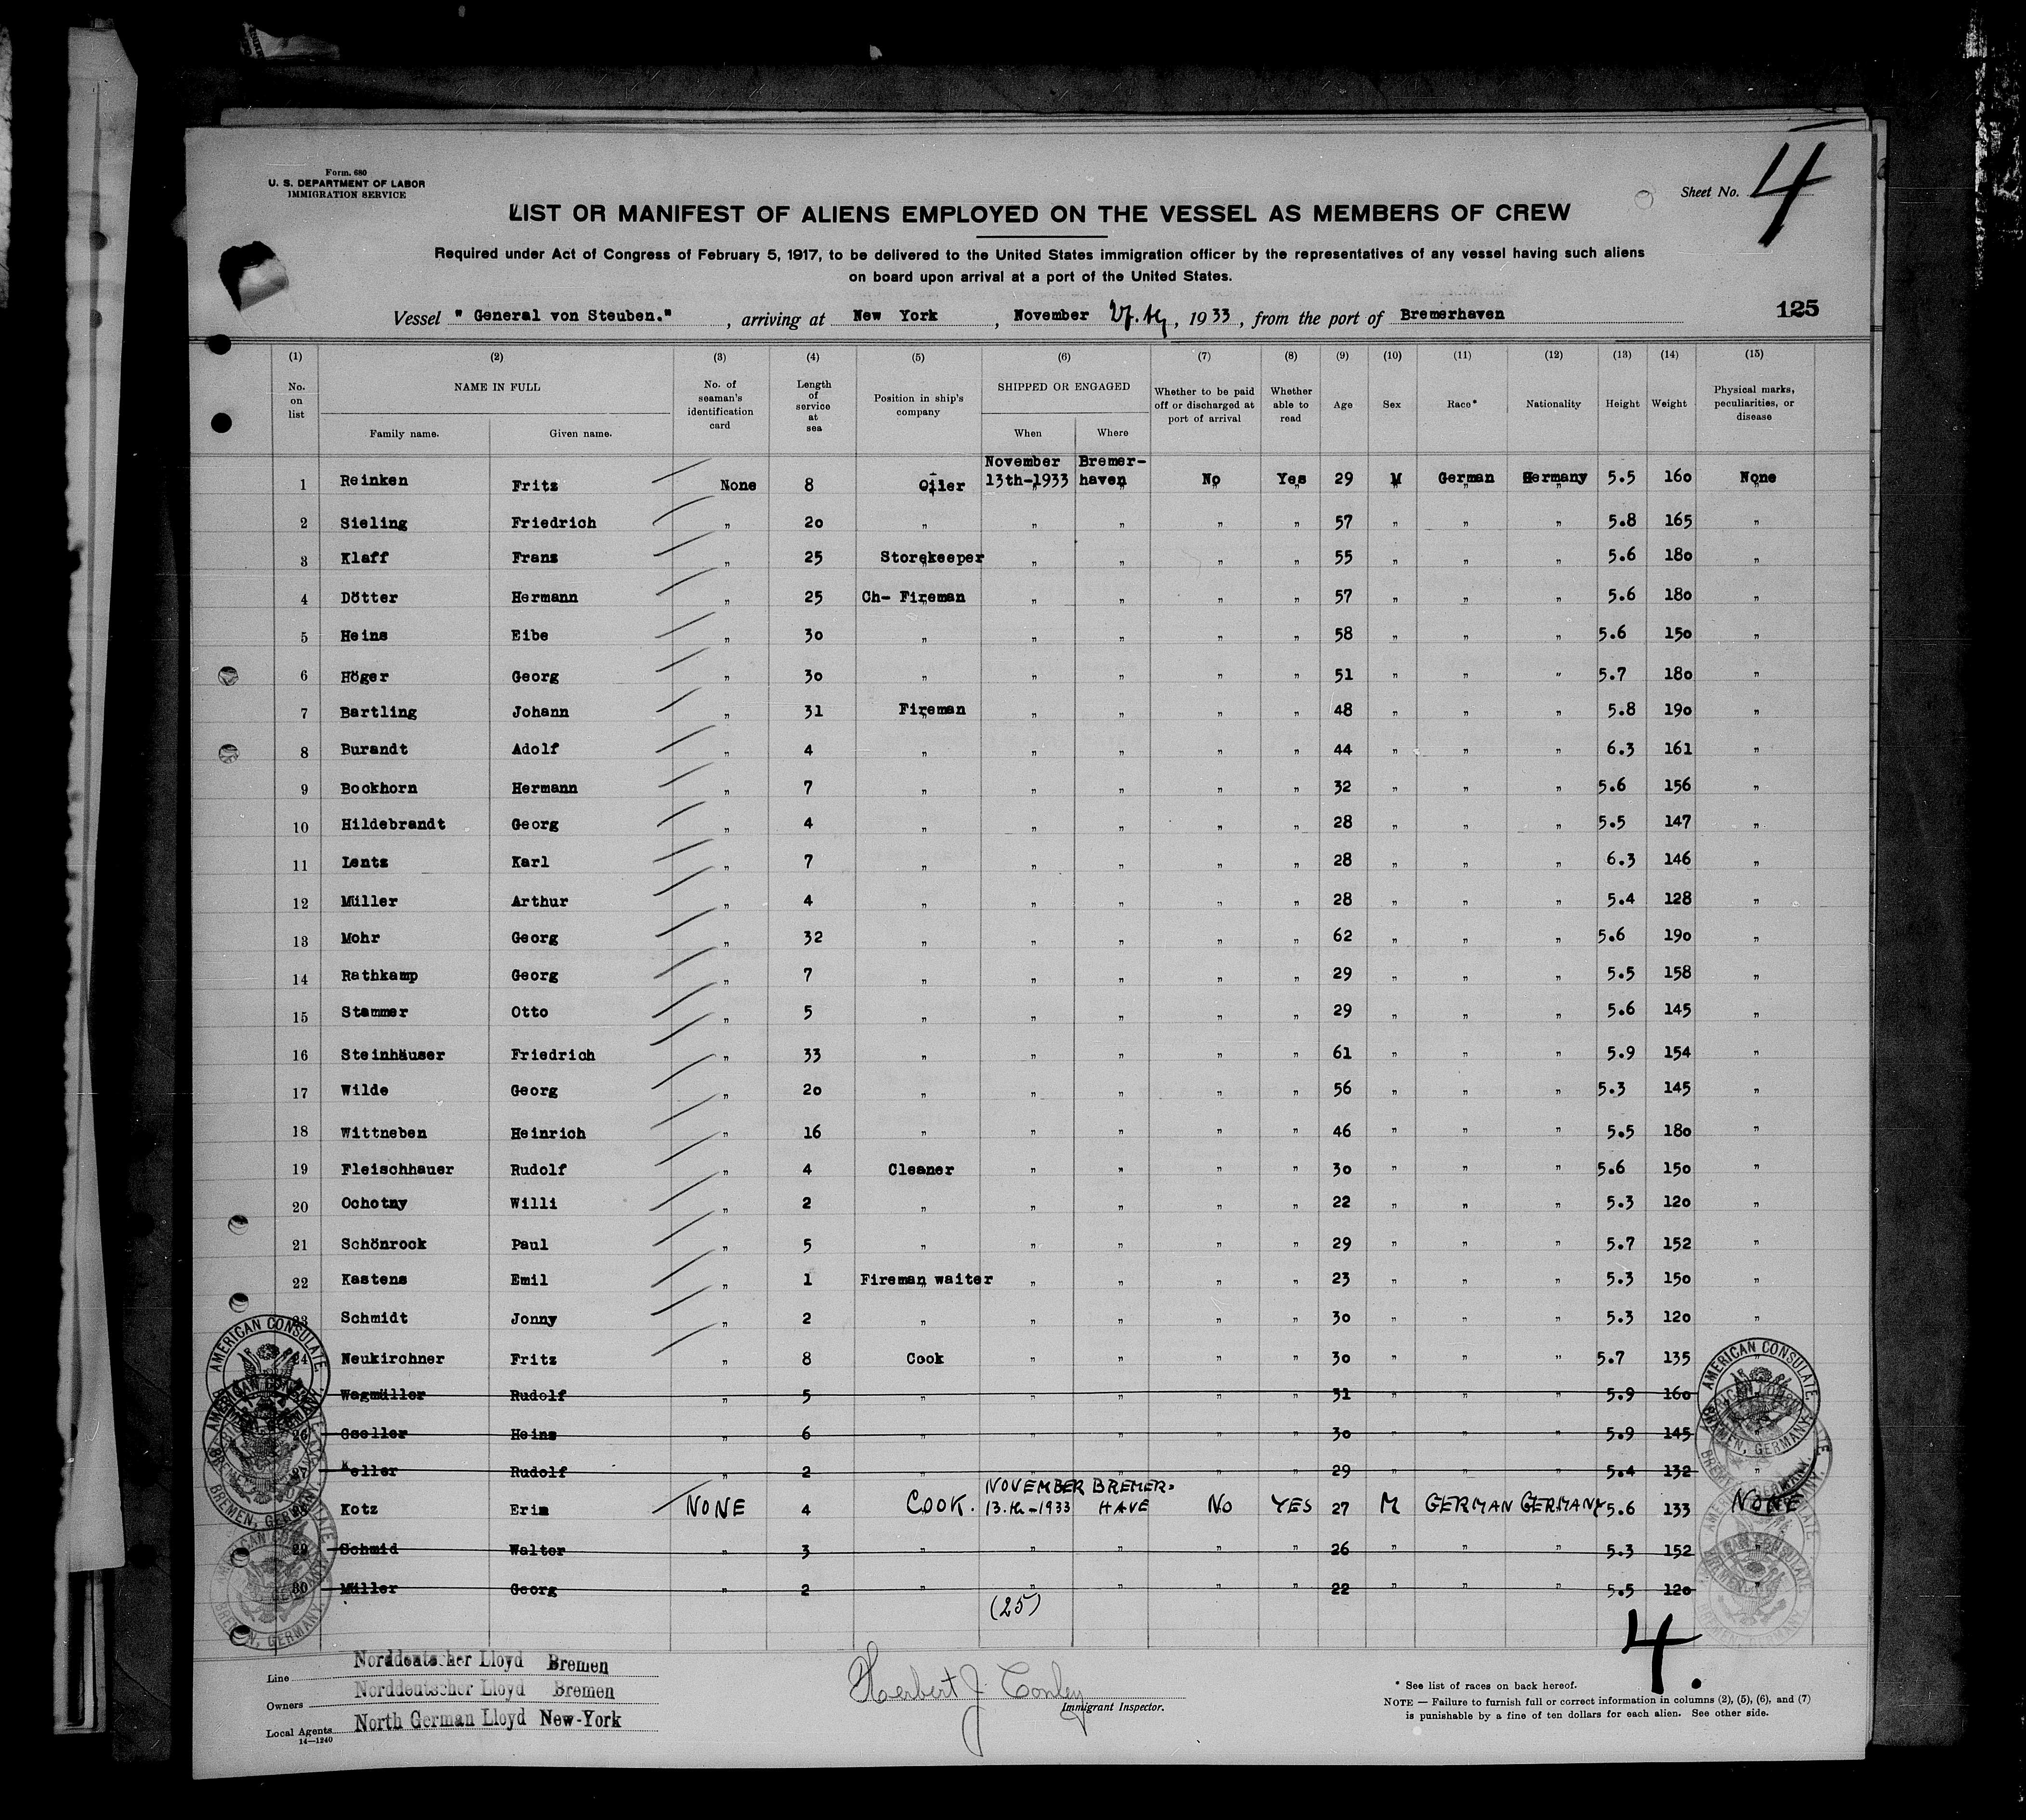 Form. 680
U. S. DEPARTMENT OF LABOR
IMMIGRATION SERVICE
Sheet No. 4
LIST OR MANIFEST OF ALIENS EMPLOYED ON THE VESSEL AS MEMBERS OF CREW
Required under Act of Congress of February 5, 1917, to be delivered to the United States immigration officer by the representatives of any vessel having such aliens
on board upon arrival at a port of the United States.
Vessel " General von Steuben." , arriving at New York , November , 19 33 , from the port of Bremerhaven 125
(1) (2) (3) (4) (5) (6) (7) (8) (9) (10) (11) (12) (13) (14) (15)
No. on list NAME IN FULL Family name. Given name. No. of seaman's identification card Length of service at sea Position in ship's company SHIPPED OR ENGAGED When Where Whether to be paid off or discharged at port of arrival Whether able to read Age Sex Race* Nationality Height Weight Physical marks, peculiarities, or disease
1 Reinken Fritz None 8 Oiler November 13th-1933 Bremer- haven No Yes 29 M German Germany 5.5 160 None
2 Sieling Friedrich " 20 " " " " " 57 " " " 5.8 165 "
3 Klaff Franz " 25 Storekeeper " " " " 55 " " " 5.6 180 "
4 Dötter Hermann " 25 Ch- Fireman " " " " 57 " " " 5.6 180 "
5 Heins Eibe " 30 " " " " " 58 " " " 5.6 150 "
6 Höger Georg " 30 " " " " " 51 " " " 5.7 180 "
7 Bartling Johann " 31 Fireman " " " " 48 " " " 5.8 190 "
8 Burandt Adolf " 4 " " " " " 44 " " " 6.3 161 "
9 Bockhorn Hermann " 7 " " " " " 32 " " " 5.6 156 "
10 Hildebrandt Georg " 4 " " " " " 28 " " " 5.5 147 "
11 Lentz Karl " 7 " " " " " 28 " " " 6.3 146 "
12 Müller Arthur " 4 " " " " " 28 " " " 5.4 128 "
13 Mohr Georg " 32 " " " " " 62 " " " 5.6 190 "
14 Rathkamp Georg " 7 " " " " " 29 " " " 5.5 158 "
15 Stammer Otto " 5 " " " " " 29 " " " 5.6 145 "
16 Steinhäuser Friedrich " 33 " " " " " 61 " " " 5.9 154 "
17 Wilde Georg " 20 " " " " " 56 " " " 5.3 145 "
18 Wittneben Heinrich " 16 " " " " " 46 " " " 5.5 180 "
19 Fleischhauer Rudolf " 4 Cleaner " " " " 30 " " " 5.6 150 "
20 Ochotny Willi " 2 " " " " " 22 " " " 5.3 120 "
21 Schönrock Paul " 5 " " " " " 29 " " " 5.7 152 "
22 Kastens Emil " 1 Fireman waiter " " " " 23 " " " 5.3 150 "
23 Schmidt Jonny " 2 " " " " " 30 " " " 5.3 120 "
24 Neukirchner Fritz " 8 Cook " " " " 30 " " " 5.7 135 "
Wagmüller Rudolf " 5 " " " " " 31 " " " 5.9 160 "
26 Gseller Heinz " 6 " " " " " 30 " " " 5.9 145 "
27 Keller Rudolf " 2 " " " " " 29 " " " 5.4 132 "
Kotz Erim NONE 4 COOK. NOVEMBER 13.th-1933 BREMER- HAVE No YES 27 M GERMAN GERMANY 5.6 133 NONE
29 Schmid Walter " 3 " " " " " 26 " " " 5.3 152 "
30 Müller Georg " 2 " " " " " 22 " " " 5.5 120 "
(25)
4.
AMERICAN CONSULATE
BREMEN, GERMANY.
AMERICAN CONSULATE
BREMEN, GERMANY.
Line Norddeutscher Lloyd Bremen
Owners Norddeutscher Lloyd Bremen
Local Agents North German Lloyd New-York
14—1240
Herbert J. Conley
Immigrant Inspector.
* See list of races on back hereof.
NOTE — Failure to furnish full or correct information in columns (2), (5), (6), and (7)
is punishable by a fine of ten dollars for each alien. See other side.